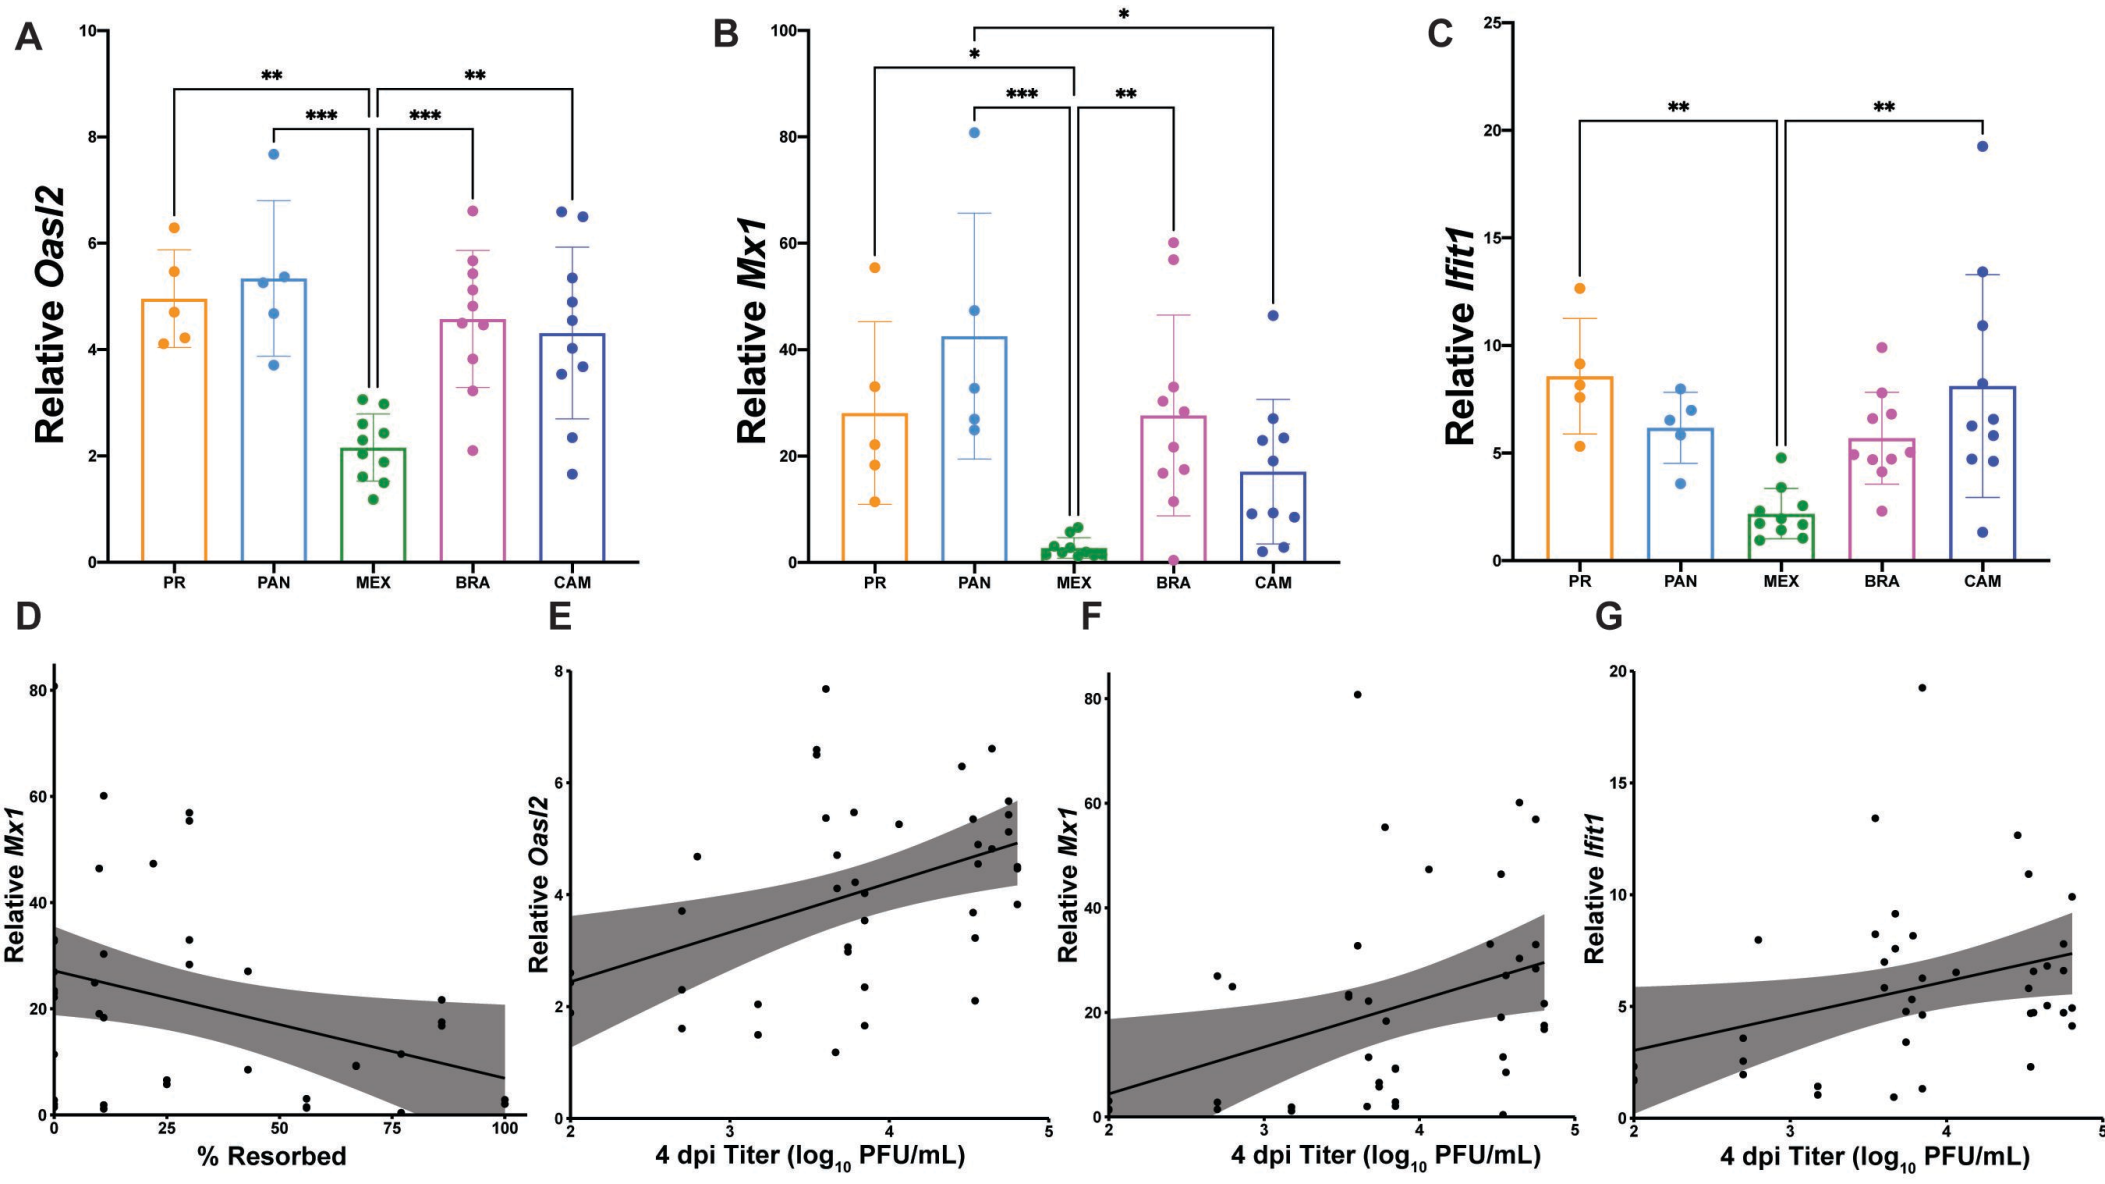 A
Relative Oasl2
10
8
6
4
2
0
**
**
***
***
PR PAN MEX BRA CAM
B
Relative Mx1
100
80
60
40
20
0
*
*
***
**
PR PAN MEX BRA CAM
C
Relative Ifit1
25
20
15
10
5
0
**
**
PR PAN MEX BRA CAM
D
Relative Mx1
80
60
40
20
0
0 25 50 75 100
% Resorbed
E
Relative Oasl2
8
6
4
2
0
2 3 4 5
4 dpi Titer (log10 PFU/mL)
F
Relative Mx1
80
60
40
20
0
2 3 4 5
4 dpi Titer (log10 PFU/mL)
G
Relative Ifit1
20
15
10
5
0
2 3 4 5
4 dpi Titer (log10 PFU/mL)